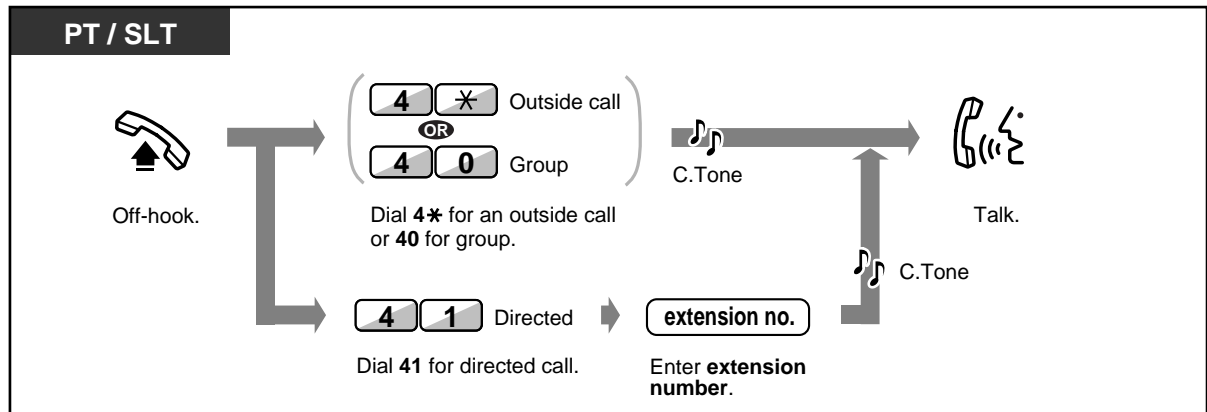 PT / SLT
4 ✳ Outside call
OR
4 0 Group
C.Tone
Off-hook.
Dial 4✳ for an outside call
or 40 for group.
Talk.
C.Tone
4 1 Directed
extension no.
Dial 41 for directed call.
Enter extension
number.